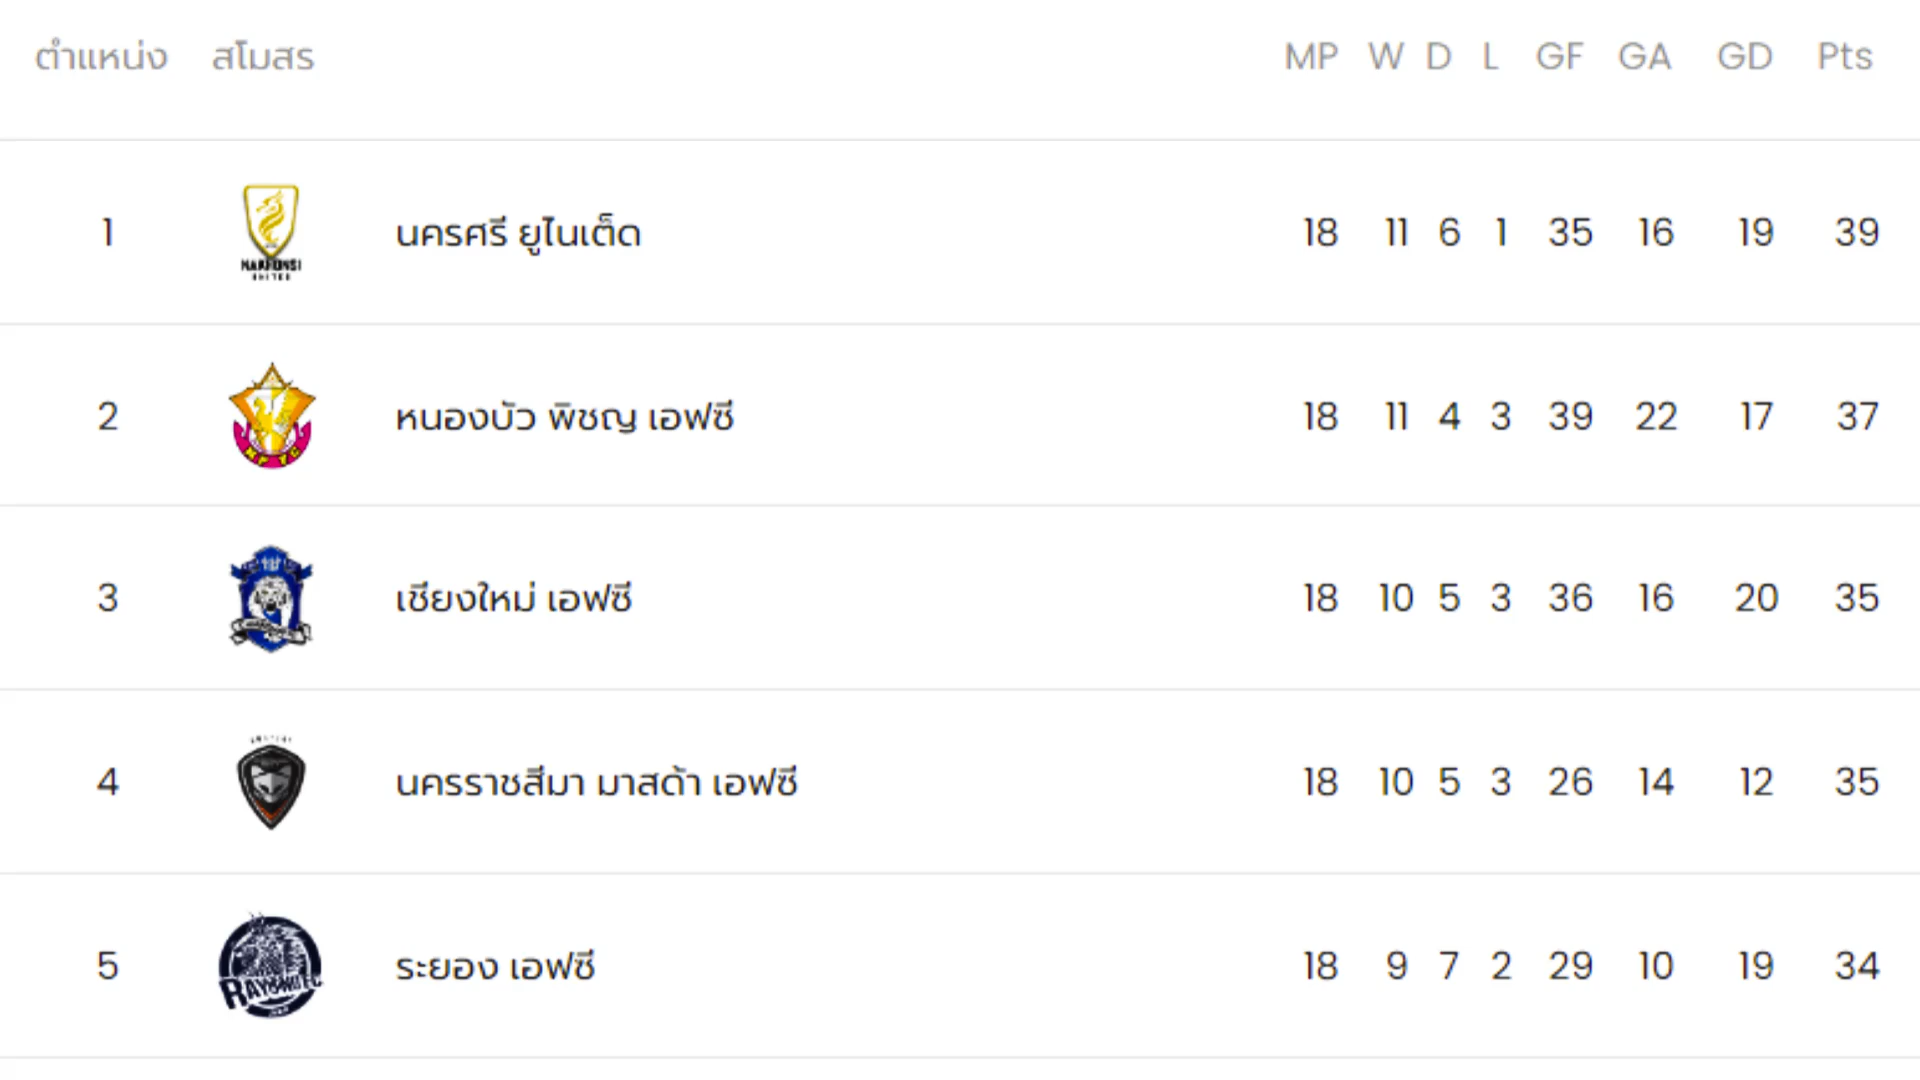 ตำแหน่ง สโมสร MP W D L GF GA GD Pts
1 NAKHONSI UNITED นครศรี ยูไนเต็ด 18 11 6 1 35 16 19 39
2 หนองบัว พิชญ เอฟซี 18 11 4 3 39 22 17 37
3 เชียงใหม่ เอฟซี 18 10 5 3 36 16 20 35
4 นครราชสีมา มาสด้า เอฟซี 18 10 5 3 26 14 12 35
5 RAYONG FC ระยอง เอฟซี 18 9 7 2 29 10 19 34